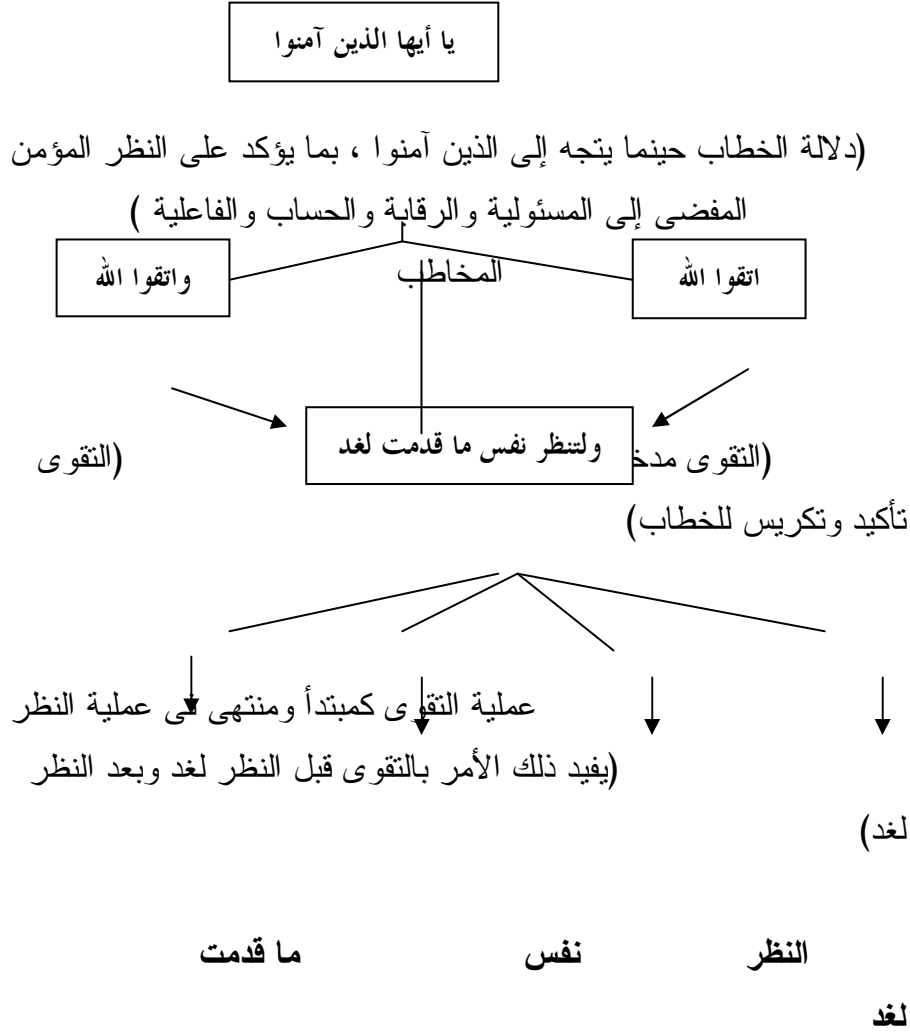 يا أيها الذين آمنوا
(دلالة الخطاب حينما يتجه إلى الذين آمنوا ، بما يؤكد على النظر المؤمن
المفضى إلى المسئولية والرقابة والحساب والفاعلية )
اتقوا الله
المخاطب
واتقوا الله
ولتنظر نفس ما قدمت لغد
(التقوى
(التقوى
تأكيد وتكريس للخطاب)
عملية التقوى كمبتدأ ومنتهى فى عملية النظر
(يفيد ذلك الأمر بالتقوى قبل النظر لغد وبعد النظر
لغد)
النظر نفس ما قدمت
لغد